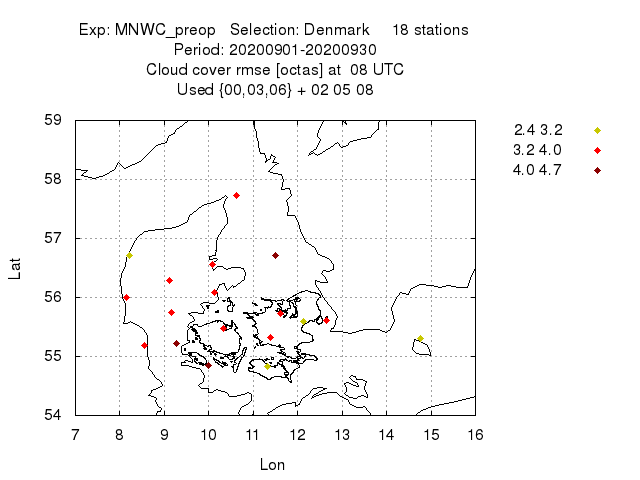 Exp: MNWC_preop   Selection: Denmark     18 stations
Period: 20200901-20200930
Cloud cover rmse [octas] at  08 UTC
Used {00,03,06} + 02 05 08
2.4 3.2
3.2 4.0
4.0 4.7
59
58
57
56
55
54
Lat
7 8 9 10 11 12 13 14 15 16
Lon